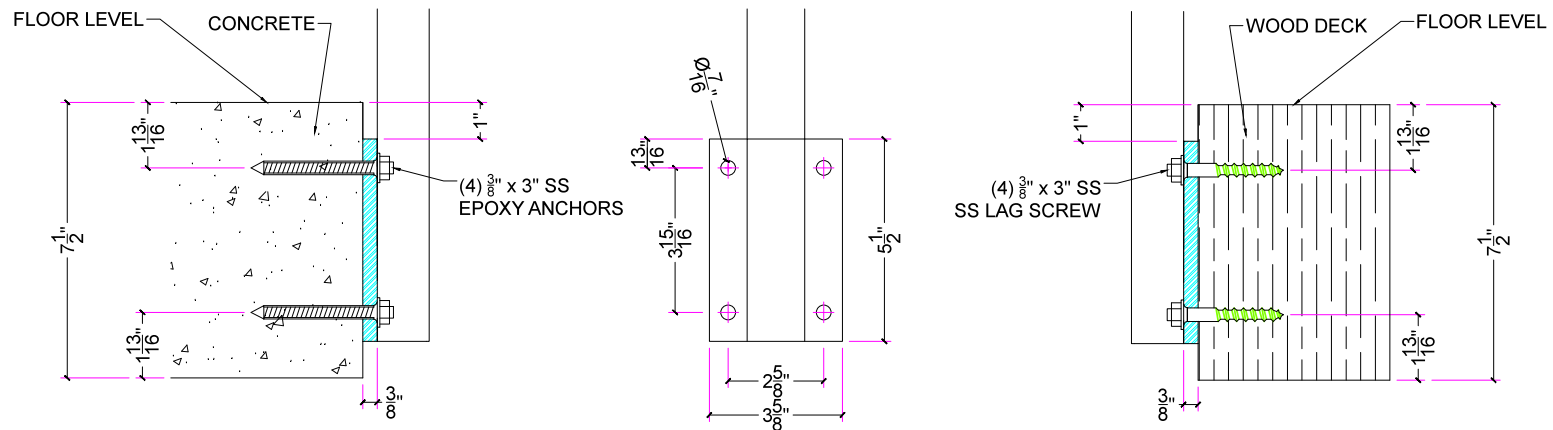 FLOOR LEVEL
CONCRETE
7 1/2"
1 13/16"
1 13/16"
1"
(4) 3/8" x 3" SS
EPOXY ANCHORS
3/8"
Ø 7/16"
13/16"
3 15/16"
5 1/2"
2 5/8"
3 5/8"
WOOD DECK
FLOOR LEVEL
1"
(4) 3/8" x 3" SS
SS LAG SCREW
1 13/16"
7 1/2"
1 13/16"
3/8"